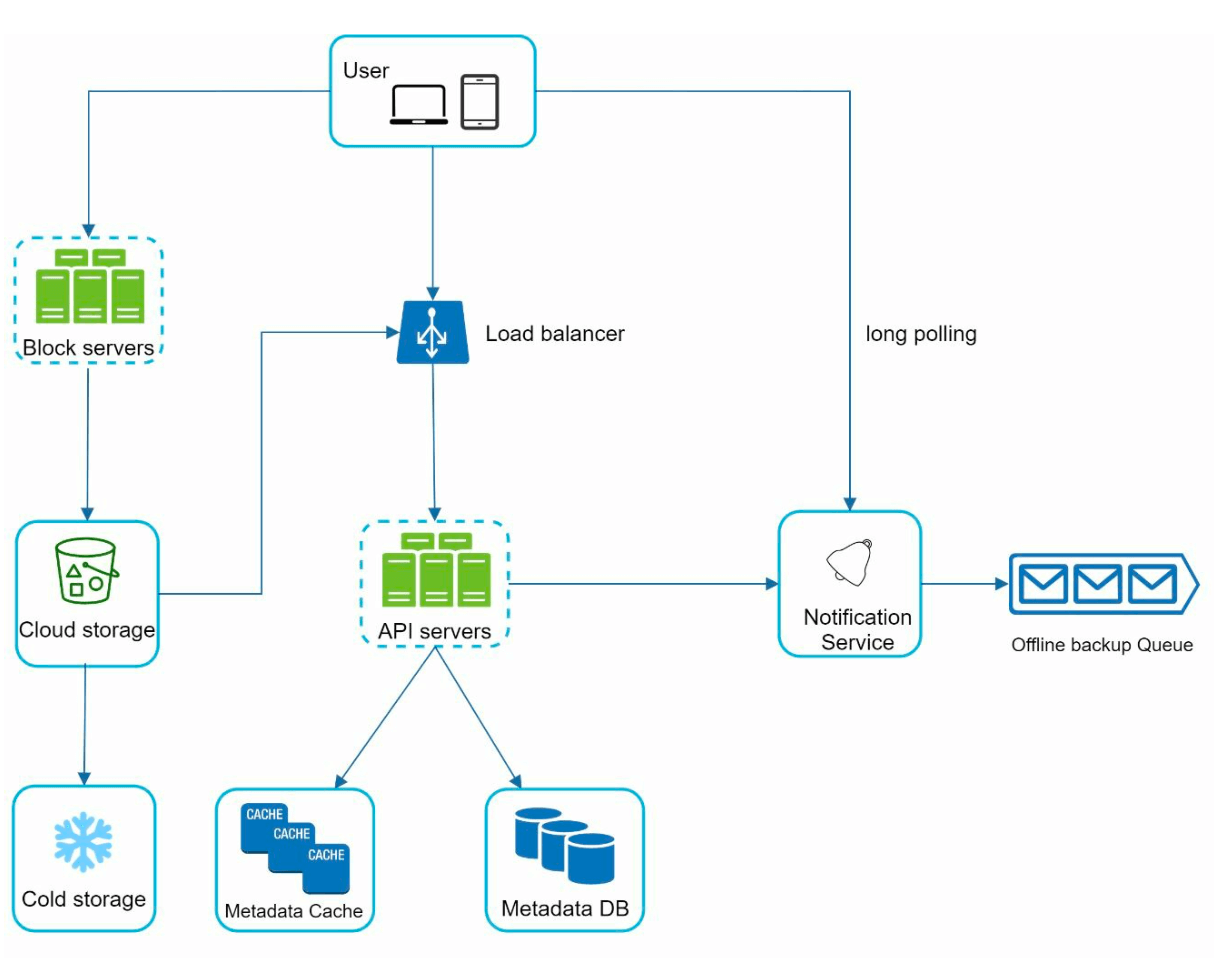 User
Block servers
Load balancer
long polling
Cloud storage
API servers
Notification
Service
Offline backup Queue
Cold storage
CACHE
CACHE
CACHE
Metadata Cache
Metadata DB